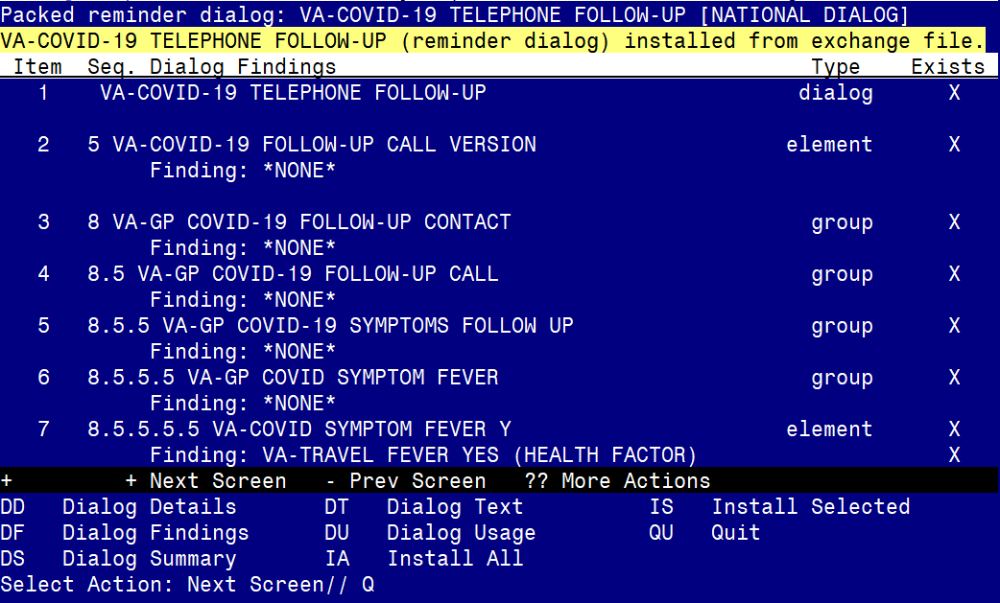 Packed reminder dialog: VA-COVID-19 TELEPHONE FOLLOW-UP [NATIONAL DIALOG]
VA-COVID-19 TELEPHONE FOLLOW-UP (reminder dialog) installed from exchange file.
Item Seq. Dialog Findings Type Exists
1 VA-COVID-19 TELEPHONE FOLLOW-UP dialog X
2 5 VA-COVID-19 FOLLOW-UP CALL VERSION element X
Finding: *NONE*
3 8 VA-GP COVID-19 FOLLOW-UP CONTACT group X
Finding: *NONE*
4 8.5 VA-GP COVID-19 FOLLOW-UP CALL group X
Finding: *NONE*
5 8.5.5 VA-GP COVID-19 SYMPTOMS FOLLOW UP group X
Finding: *NONE*
6 8.5.5.5 VA-GP COVID SYMPTOM FEVER group X
Finding: *NONE*
7 8.5.5.5.5 VA-COVID SYMPTOM FEVER Y element X
Finding: VA-TRAVEL FEVER YES (HEALTH FACTOR) X
+ + Next Screen - Prev Screen ?? More Actions
DD Dialog Details DT Dialog Text IS Install Selected
DF Dialog Findings DU Dialog Usage QU Quit
DS Dialog Summary IA Install All
Select Action: Next Screen// Q